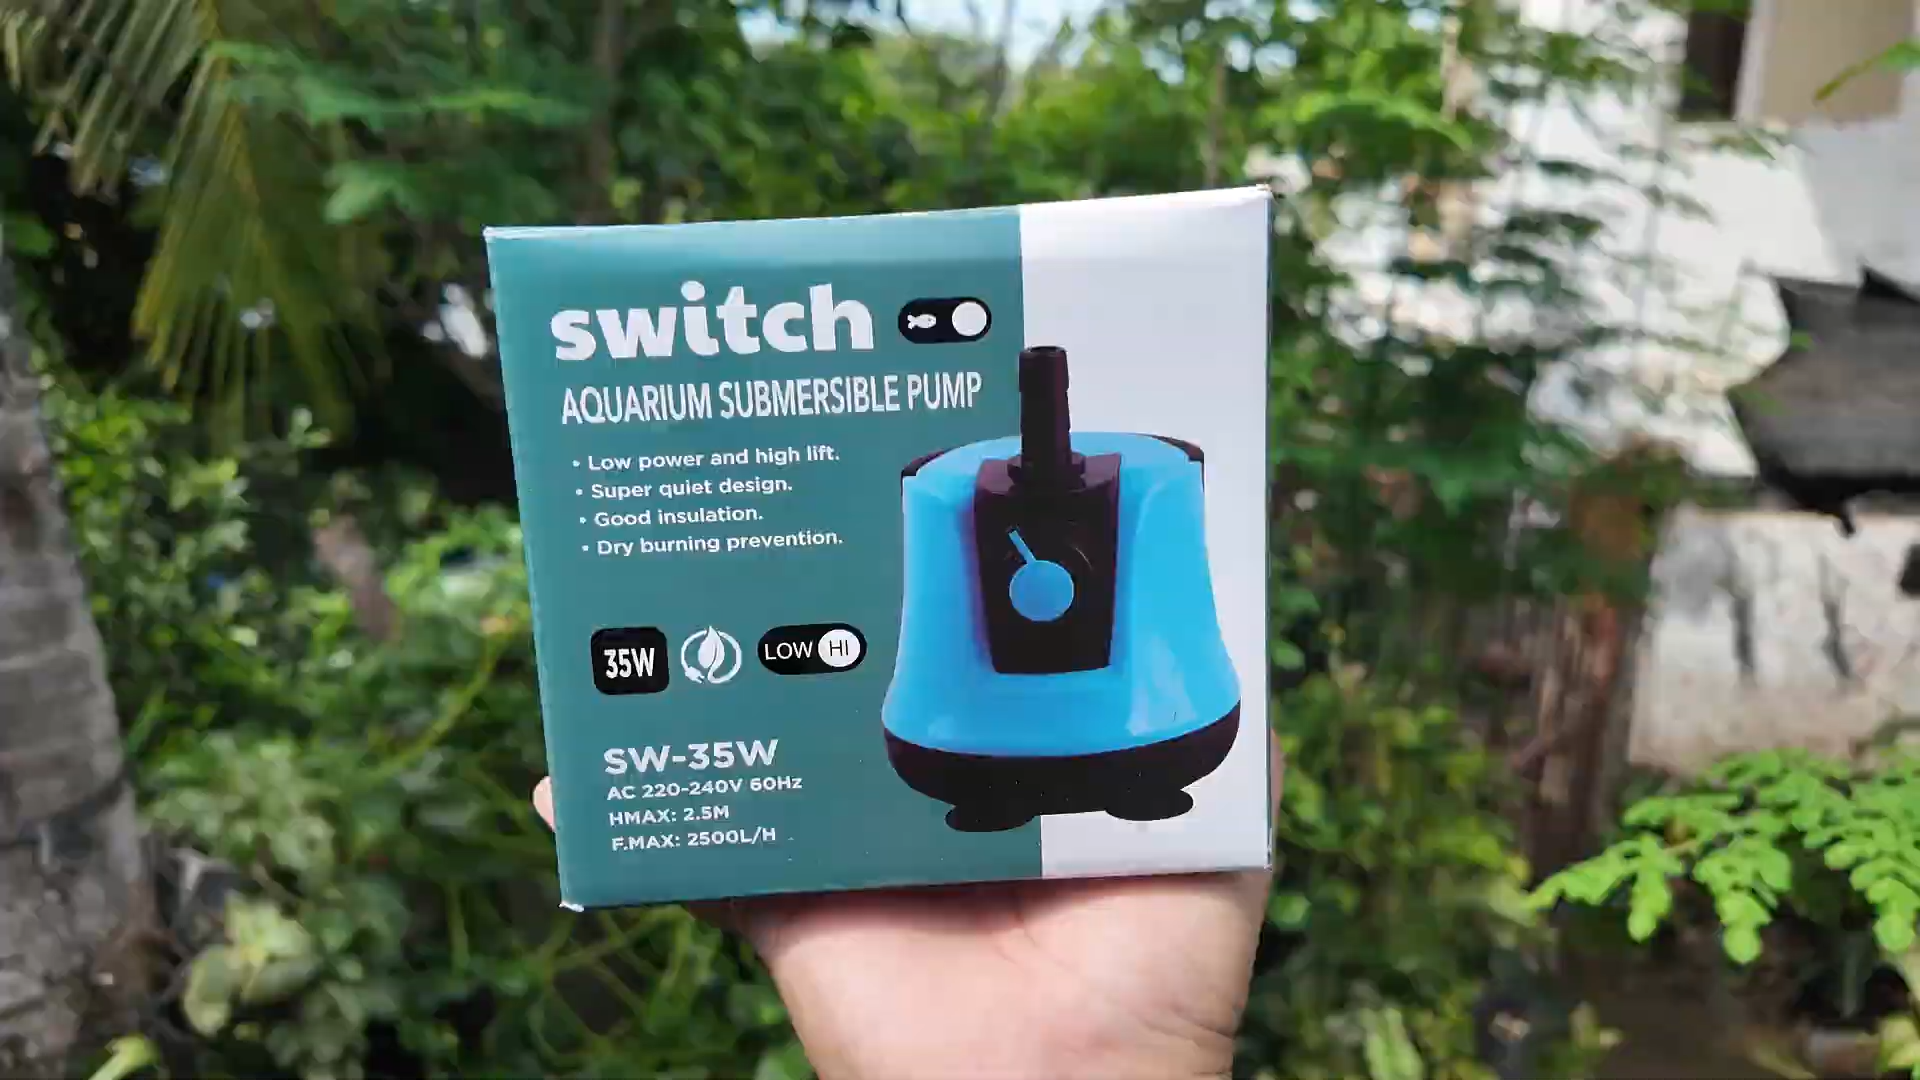 switch
AQUARIUM SUBMERSIBLE PUMP
• Low power and high lift.
• Super quiet design.
• Good insulation.
• Dry burning prevention.
35W
LOW HI
SW-35W
AC 220-240V 60Hz
HMAX: 2.5M
F.MAX: 2500L/H